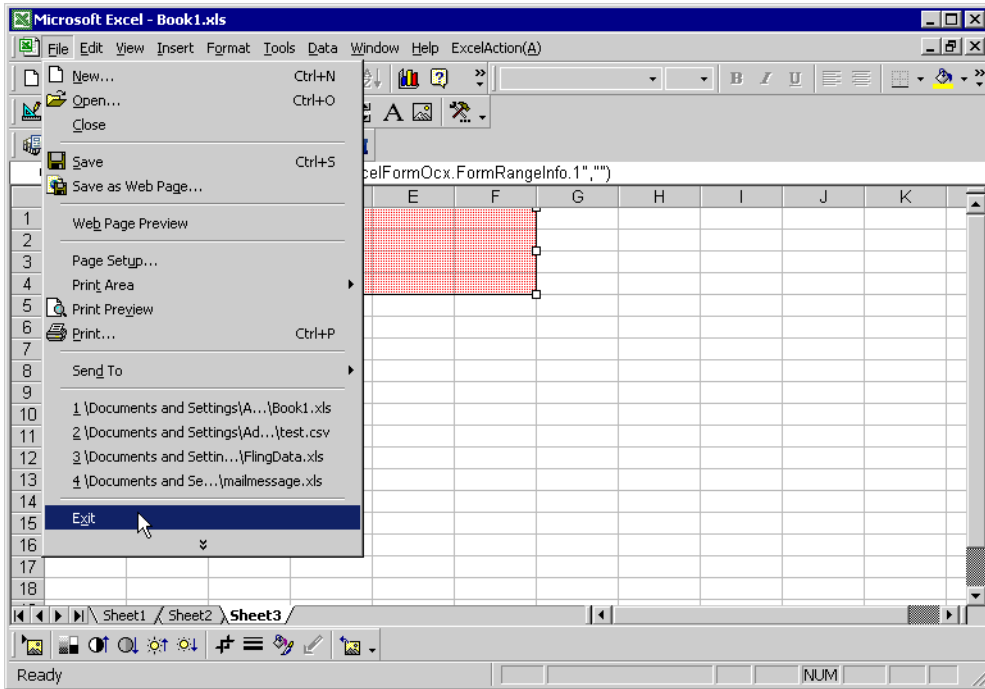 Microsoft Excel - Book1.xls
File Edit View Insert Format Tools Data Window Help ExcelAction(A)
New... Ctrl+N
Open... Ctrl+O
Close
Save Ctrl+S
Save as Web Page...
Web Page Preview
Page Setup...
Print Area
Print Preview
Print... Ctrl+P
Send To
1 \Documents and Settings\A...\Book1.xls
2 \Documents and Settings\Ad...\test.csv
3 \Documents and Settin...\FlingData.xls
4 \Documents and Se...\mailmessage.xls
Exit
B I U
A
celFormOcx.FormRangeInfo.1","")
E F G H I J K
1
2
3
4
5
6
7
8
9
10
11
12
13
14
15
16
17
18
Sheet1 Sheet2 Sheet3
Ready NUM